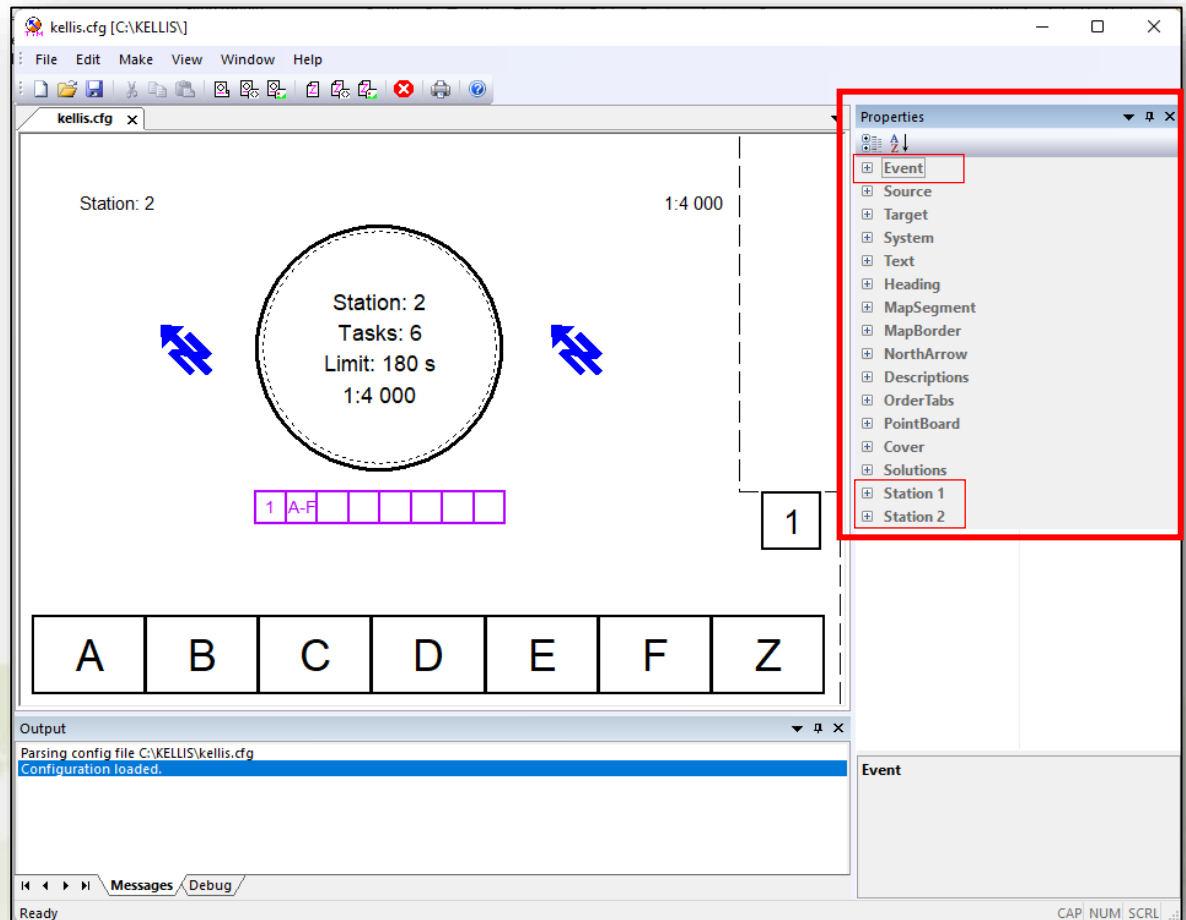 kellis.cfg [C:\KELLIS\]
File Edit Make View Window Help
kellis.cfg
Station: 2
1:4 000
Station: 2
Tasks: 6
Limit: 180 s
1:4 000
N N
1 A-F
1
A B C D E F Z
Properties
Event
Source
Target
System
Text
Heading
MapSegment
MapBorder
NorthArrow
Descriptions
OrderTabs
PointBoard
Cover
Solutions
Station 1
Station 2
Output
Parsing config file C:\KELLIS\kellis.cfg
Configuration loaded.
Messages Debug
Event
Ready
CAP NUM SCRL